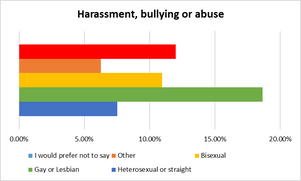 Harassment, bullying or abuse
0.00% 5.00% 10.00% 15.00% 20.00%
I would prefer not to say Other Bisexual
Gay or Lesbian Heterosexual or straight